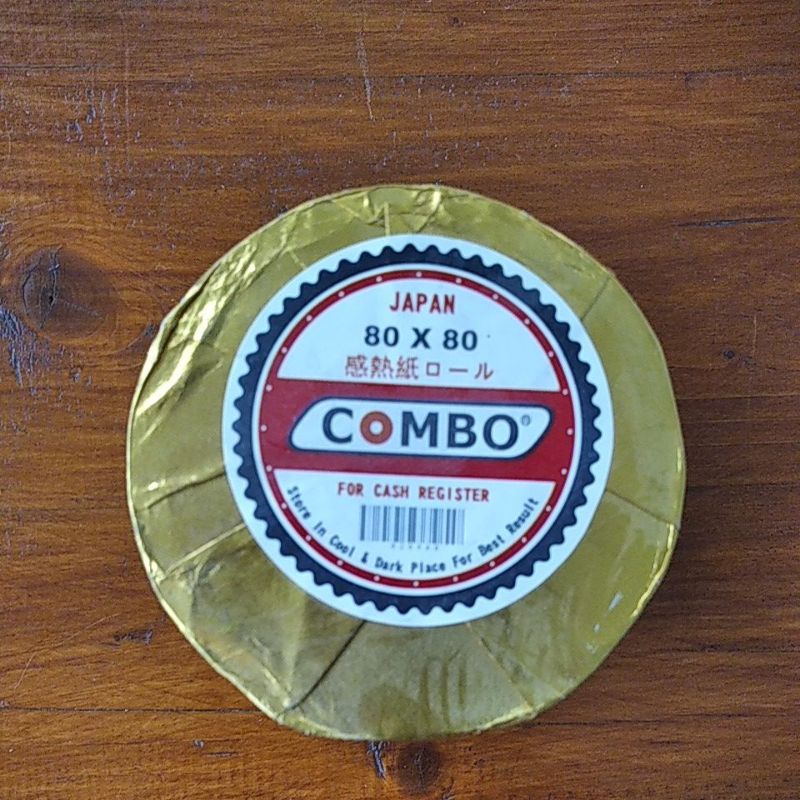 JAPAN
80 X 80
感熱紙ロール
COMBO®
FOR CASH REGISTER
Store In Cool & Dark Place For Best Result